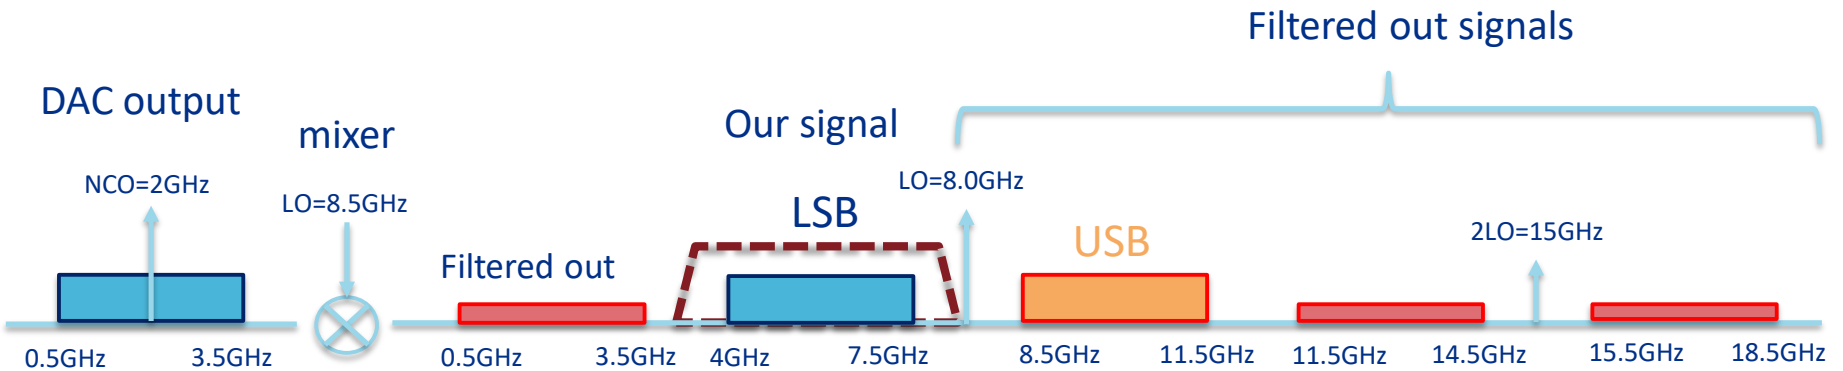 Filtered out signals
DAC output
mixer
Our signal
NCO=2GHz
LO=8.5GHz
LO=8.0GHz
LSB
USB
2LO=15GHz
Filtered out
0.5GHz
3.5GHz
0.5GHz
3.5GHz
4GHz
7.5GHz
8.5GHz
11.5GHz
11.5GHz
14.5GHz
15.5GHz
18.5GHz